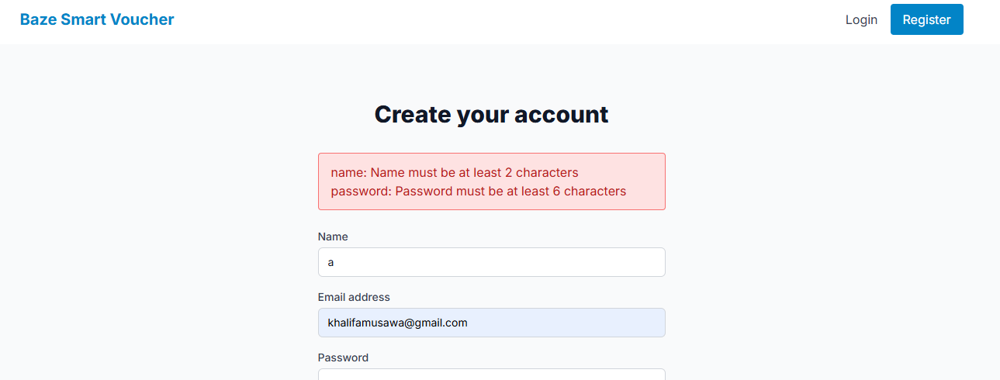 Baze Smart Voucher
Login
Register
Create your account
name: Name must be at least 2 characters
password: Password must be at least 6 characters
Name
a
Email address
khalifamusawa@gmail.com
Password